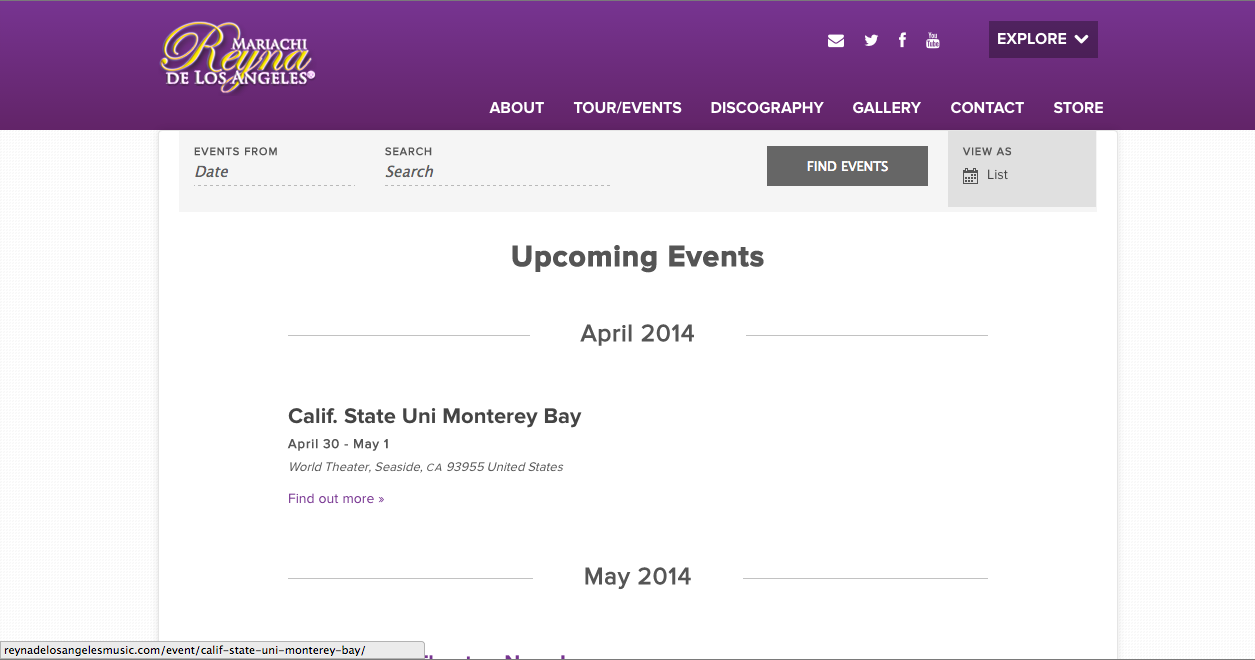 MARIACHI
Reyna
DE LOS ANGELES®
You
Tube
EXPLORE
ABOUT TOUR/EVENTS DISCOGRAPHY GALLERY CONTACT STORE
EVENTS FROM
Date
SEARCH
Search
FIND EVENTS
VIEW AS
List
Upcoming Events
April 2014
Calif. State Uni Monterey Bay
April 30 - May 1
World Theater, Seaside, CA 93955 United States
Find out more »
May 2014
reynadelosangelesmusic.com/event/calif-state-uni-monterey-bay/